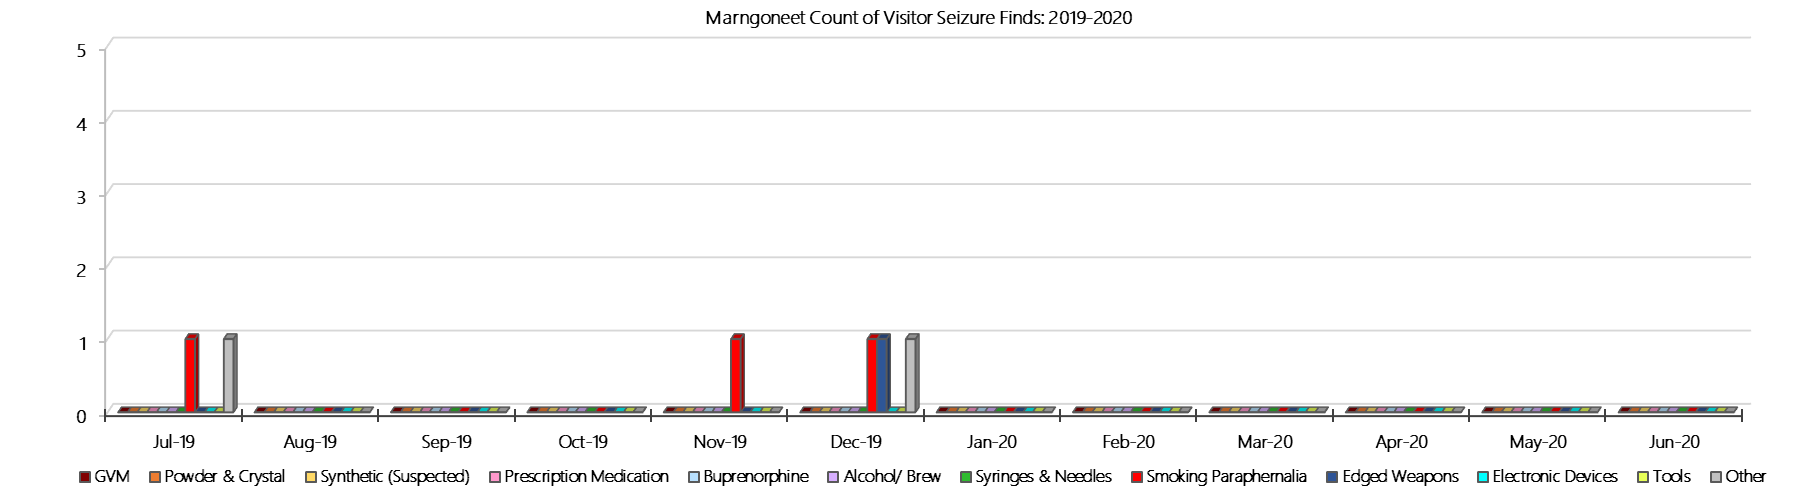 Marngoneet Count of Visitor Seizure Finds: 2019-2020
5
4
3
2
1
0
Jul-19 Aug-19 Sep-19 Oct-19 Nov-19 Dec-19 Jan-20 Feb-20 Mar-20 Apr-20 May-20 Jun-20
GVM Powder & Crystal Synthetic (Suspected) Prescription Medication Buprenorphine Alcohol/ Brew Syringes & Needles Smoking Paraphernalia Edged Weapons Electronic Devices Tools Other